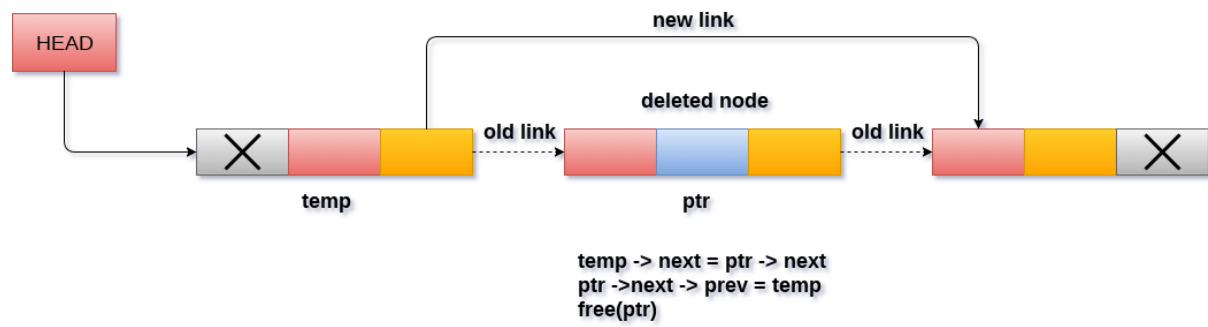 new link
HEAD
deleted node
old link
old link
temp
ptr
temp -> next = ptr -> next
ptr ->next -> prev = temp
free(ptr)